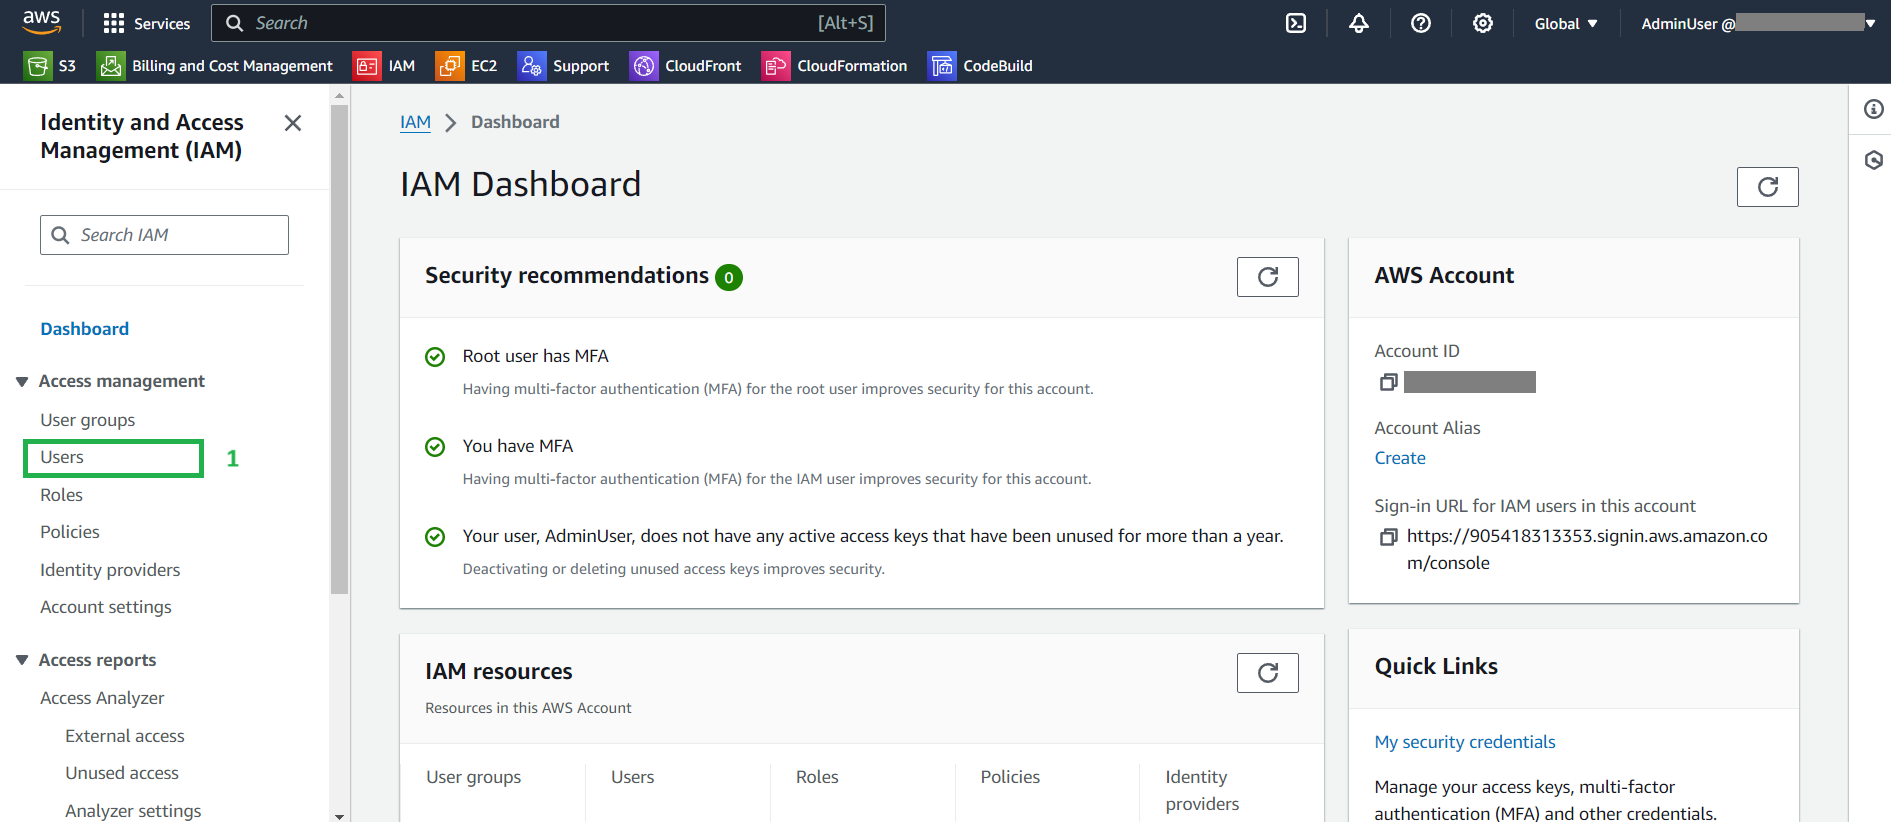 aws
Services
Search
[Alt+S]
Global
AdminUser @
S3
Billing and Cost Management
IAM
EC2
Support
CloudFront
CloudFormation
CodeBuild
Identity and Access
Management (IAM)
Search IAM
Dashboard
Access management
User groups
Users
1
Roles
Policies
Identity providers
Account settings
Access reports
Access Analyzer
External access
Unused access
Analyzer settings
IAM
Dashboard
IAM Dashboard
Security recommendations 0
Root user has MFA
Having multi-factor authentication (MFA) for the root user improves security for this account.
You have MFA
Having multi-factor authentication (MFA) for the IAM user improves security for this account.
Your user, AdminUser, does not have any active access keys that have been unused for more than a year.
Deactivating or deleting unused access keys improves security.
IAM resources
Resources in this AWS Account
User groups
Users
Roles
Policies
Identity
providers
AWS Account
Account ID
Account Alias
Create
Sign-in URL for IAM users in this account
https://905418313353.signin.aws.amazon.co
m/console
Quick Links
My security credentials
Manage your access keys, multi-factor
authentication (MFA) and other credentials.